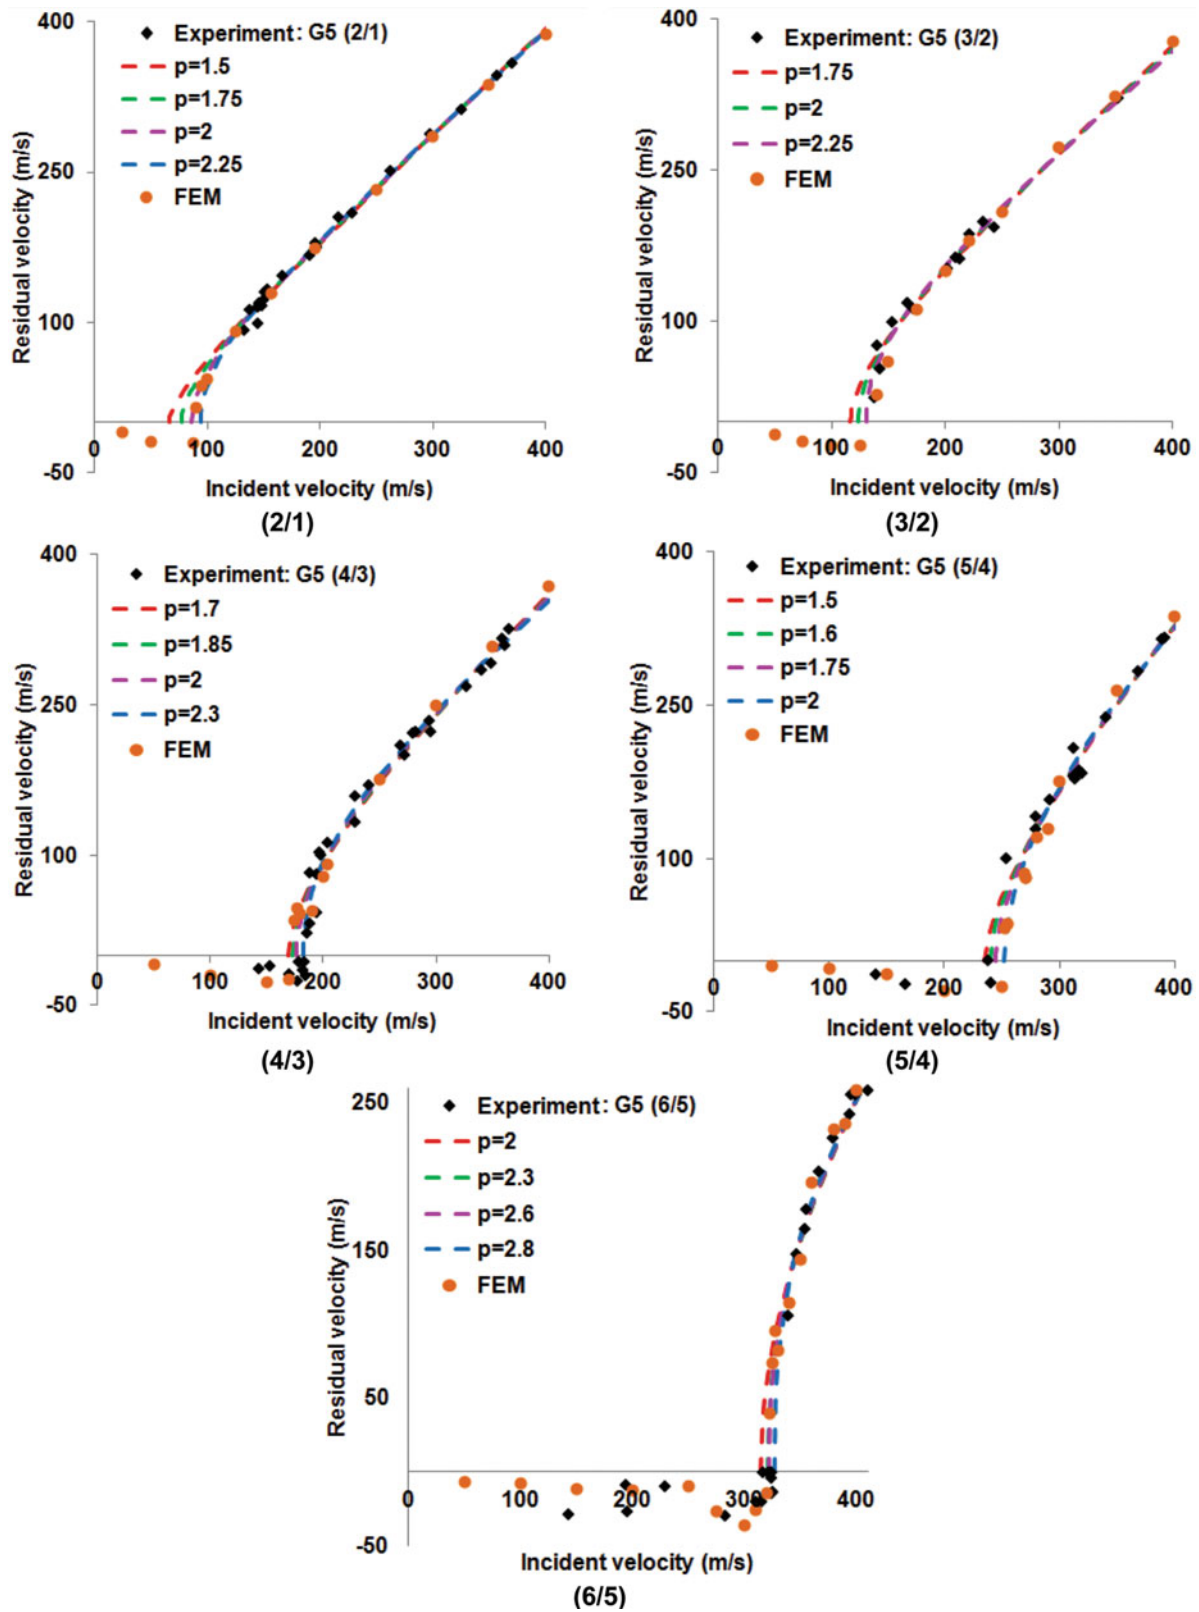 400
Experiment: G5 (2/1)
p=1.5
p=1.75
p=2
p=2.25
FEM
250
100
-50
0
100
200
300
400
Residual velocity (m/s)
Incident velocity (m/s)
(2/1)
400
Experiment: G5 (3/2)
p=1.75
p=2
p=2.25
FEM
250
100
-50
0
100
200
300
400
Residual velocity (m/s)
Incident velocity (m/s)
(3/2)
400
Experiment: G5 (4/3)
p=1.7
p=1.85
p=2
p=2.3
FEM
250
100
-50
0
100
200
300
400
Residual velocity (m/s)
Incident velocity (m/s)
(4/3)
400
Experiment: G5 (5/4)
p=1.5
p=1.6
p=1.75
p=2
FEM
250
100
-50
0
100
200
300
400
Residual velocity (m/s)
Incident velocity (m/s)
(5/4)
250
Experiment: G5 (6/5)
p=2
p=2.3
p=2.6
p=2.8
FEM
150
50
-50
0
100
200
300
400
Residual velocity (m/s)
Incident velocity (m/s)
(6/5)